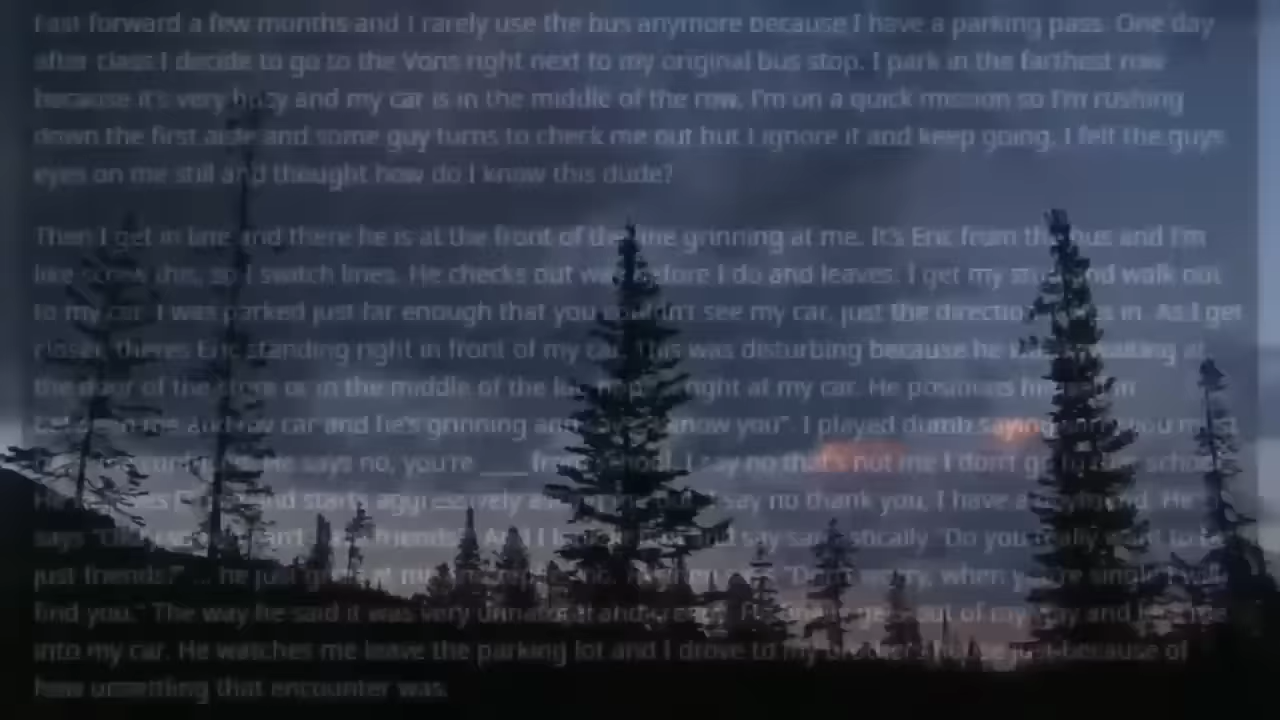 Fast forward a few months and I rarely use the bus anymore because I have a parking pass. One day
after class I decide to go to the Vons right next to my original bus stop. I park in the farthest row
because it's very busy and my car is in the middle of the row. I'm on a quick mission so I'm rushing
down the first aisle and some guy turns to check me out but I ignore it and keep going. I felt the guys
eyes on me still and thought how do I know this dude?
Then I get in line and there he is at the front of the line grinning at me. It's Eric from the bus and I'm
like screw this, so I switch lines. He checks out way before I do and leaves. I get my stuff and walk out
to my car. I was parked just far enough that you couldn't see my car, just the direction it was in. As I get
closer, theres Eric standing right in front of my car. This was disturbing because he wasn't waiting at
the door of the store or in the middle of the right at my car. He positions him
me and my car and he's grinning and know you". I played dumb saying sorry you must
He says no, you're ____ from school. I say no that's not me I don't go to school
He and starts aggressively say no thank you, I have a boyfriend. He
says friends? And I say sarcastically "Do you really want to be
just friends?" ... he just when you're single
find you." The way he said it was very unnatural and out of my way and
into my car. He watches me leave the parking lot and I drove to my because of
how unsettling that encounter was.